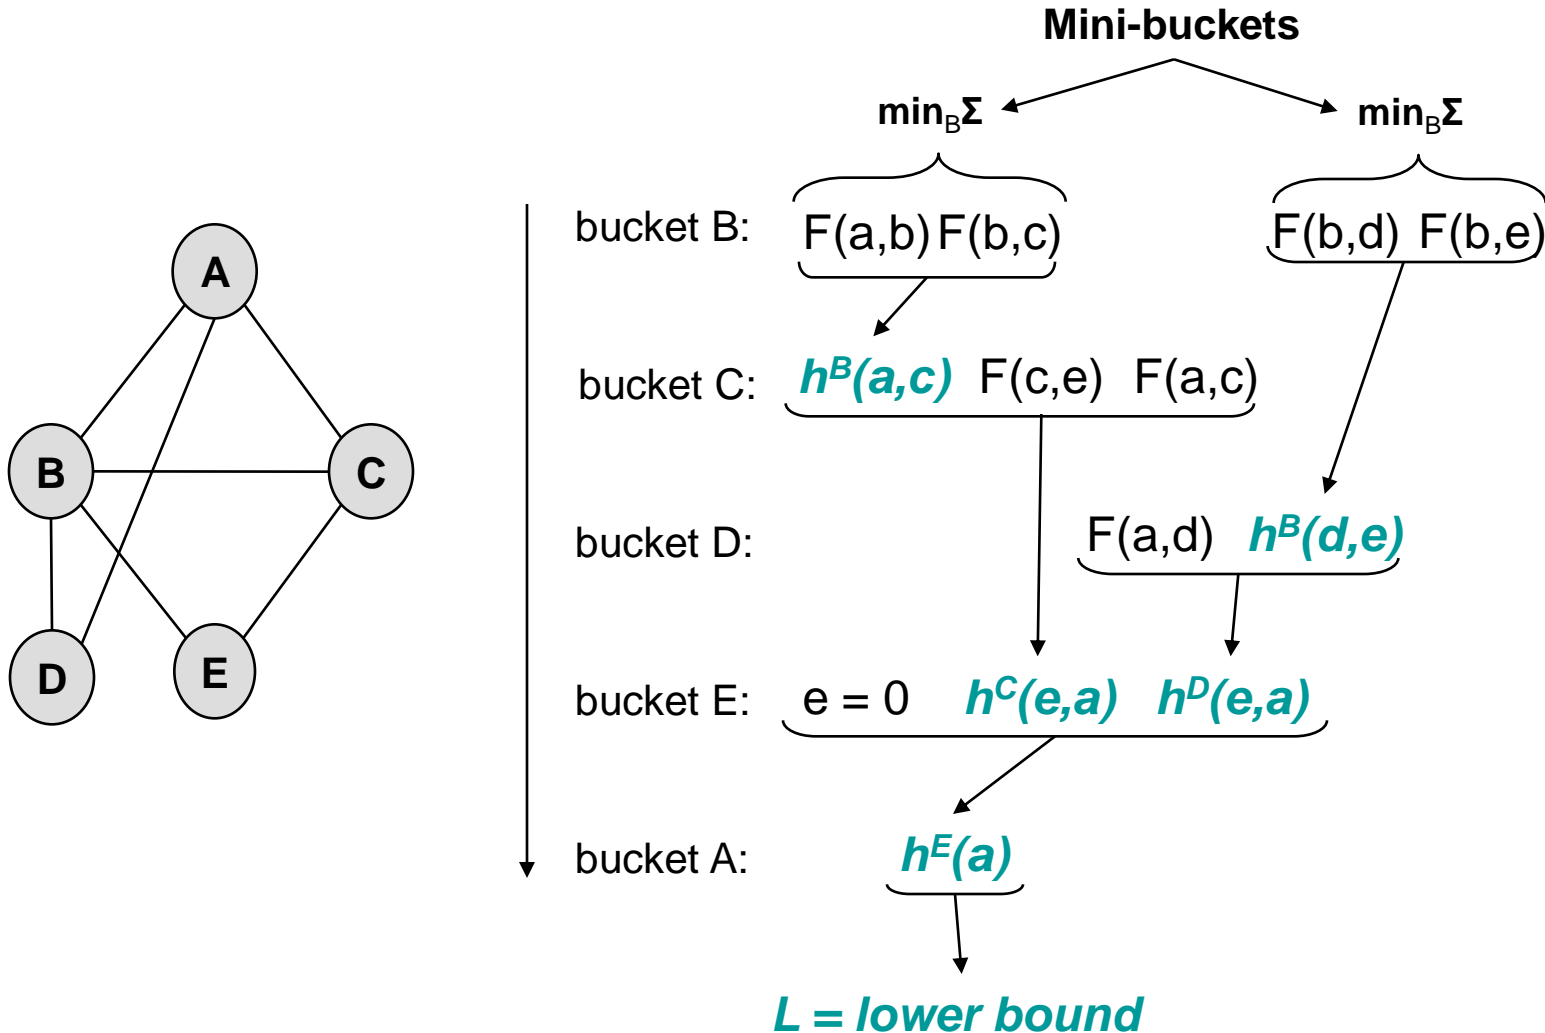 Mini-buckets
min_BΣ min_BΣ
bucket B: F(a,b) F(b,c) F(b,d) F(b,e)
A
bucket C: h^B(a,c) F(c,e) F(a,c)
B C
bucket D: F(a,d) h^B(d,e)
D E
bucket E: e = 0 h^C(e,a) h^D(e,a)
bucket A: h^E(a)
L = lower bound